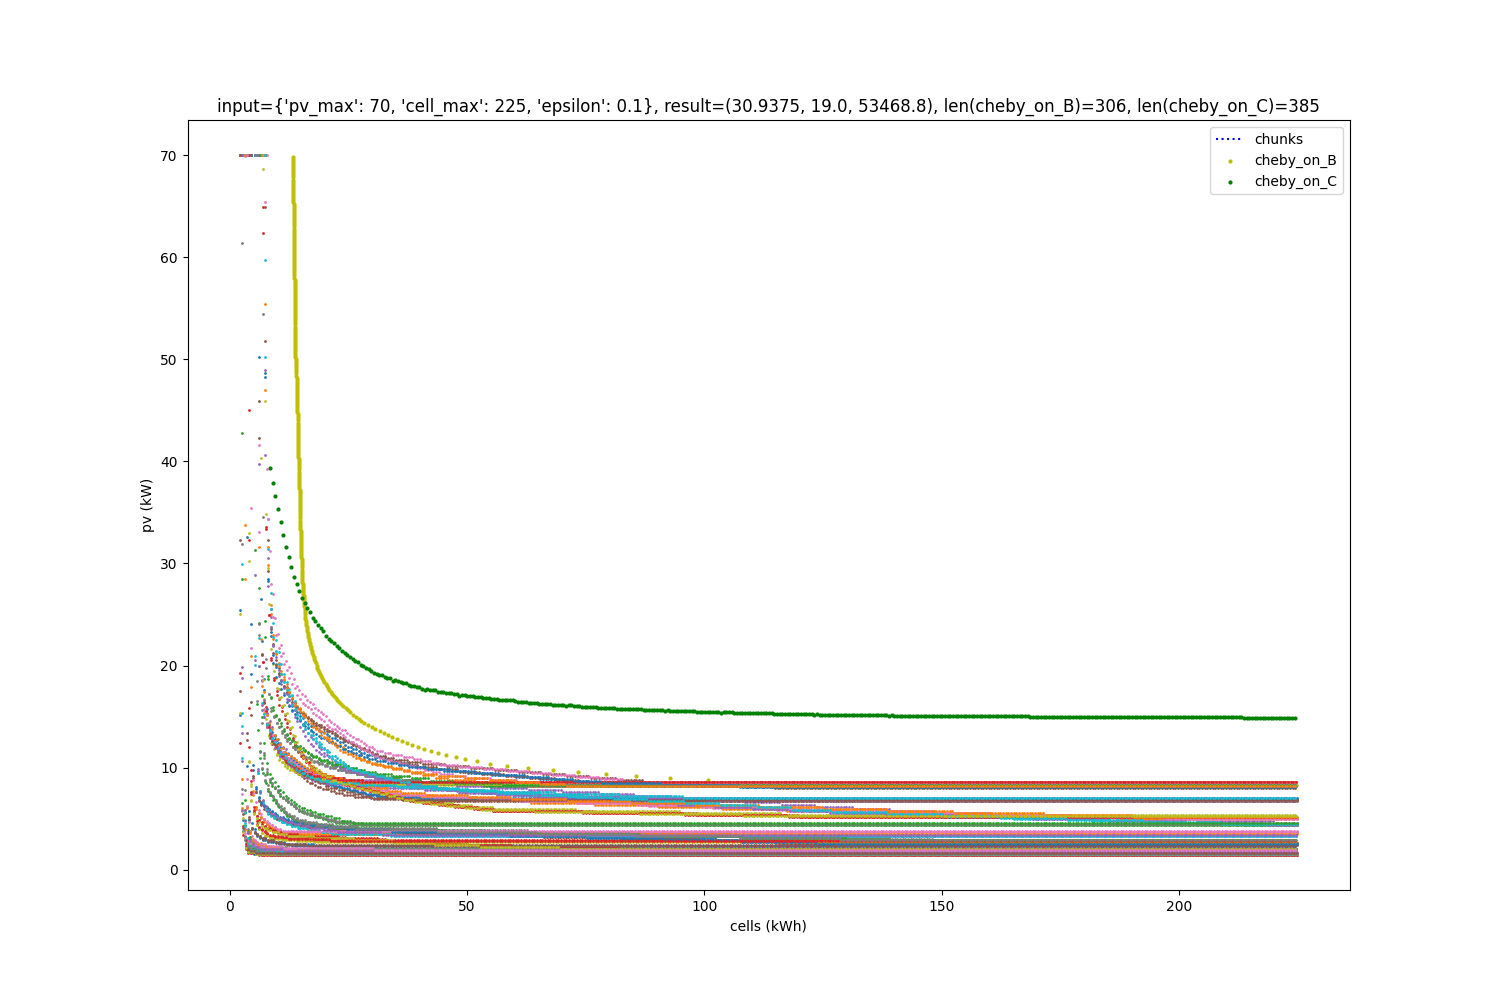 input={'pv_max': 70, 'cell_max': 225, 'epsilon': 0.1}, result=(30.9375, 19.0, 53468.8), len(cheby_on_B)=306, len(cheby_on_C)=385
chunks
cheby_on_B
cheby_on_C
70
60
50
40
30
20
10
0
pv (kW)
0 50 100 150 200
cells (kWh)